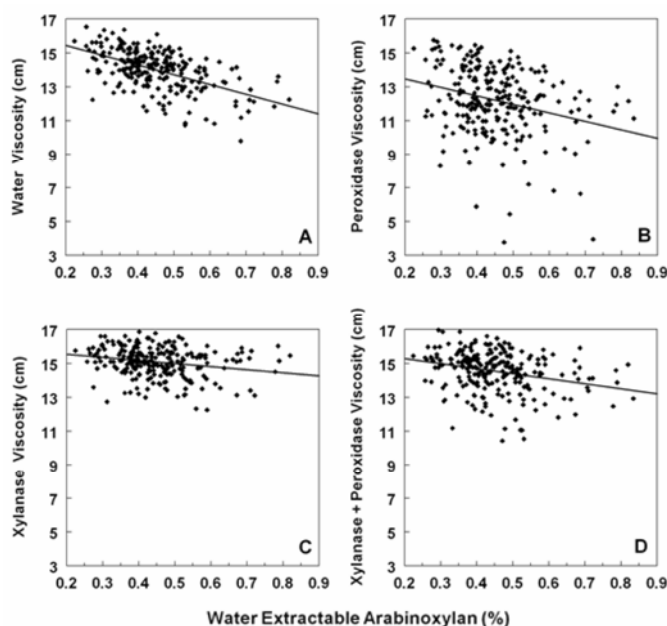 17
15
13
11
9
7
5
3
Water Viscosity (cm)
A
0.2 0.3 0.4 0.5 0.6 0.7 0.8 0.9
17
15
13
11
9
7
5
3
Peroxidase Viscosity (cm)
B
0.2 0.3 0.4 0.5 0.6 0.7 0.8 0.9
17
15
13
11
9
7
5
3
Xylanase Viscosity (cm)
C
0.2 0.3 0.4 0.5 0.6 0.7 0.8 0.9
17
15
13
11
9
7
5
3
Xylanase + Peroxidase Viscosity (cm)
D
0.2 0.3 0.4 0.5 0.6 0.7 0.8 0.9
Water Extractable Arabinoxylan (%)